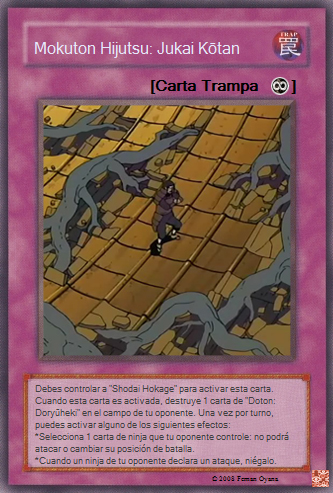 Mokuton Hijutsu: Jukai Kōtan
TRAP
罠
[Carta Trampa ]
Debes controlar a "Shodai Hokage" para activar esta carta.
Cuando esta carta es activada, destruye 1 carta de "Doton:
Doryūheki" en el campo de tu oponente. Una vez por turno,
puedes activar alguno de los siguientes efectos:
*Selecciona 1 carta de ninja que tu oponente controle: no podrá
atacar o cambiar su posición de batalla.
*Cuando un ninja de tu oponente declara un ataque, niégalo.
© 2008